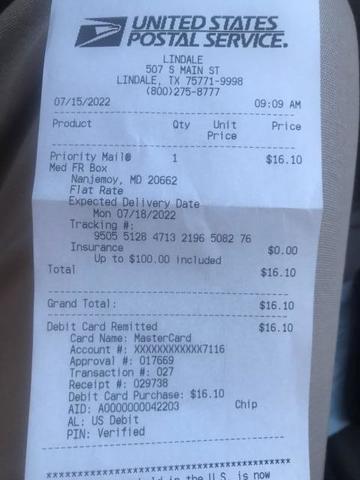 UNITED STATES
POSTAL SERVICE.
LINDALE
507 S MAIN ST
LINDALE, TX 75771-9998
(800)275-8777
07/15/2022 09:09 AM
Product Qty Unit Price
Price
Priority Mail® 1 $16.10
Med FR Box
Nanjemoy, MD 20662
Flat Rate
Expected Delivery Date
Mon 07/18/2022
Tracking #:
9505 5128 4713 2196 5082 76
Insurance $0.00
Up to $100.00 included
Total $16.10
Grand Total: $16.10
Debit Card Remitted $16.10
Card Name: MasterCard
Account #: XXXXXXXXXXXX7116
Approval #: 017669
Transaction #: 027
Receipt #: 029738
Debit Card Purchase: $16.10
AID: A0000000042203 Chip
AL: US Debit
PIN: Verified
in the U.S. is now